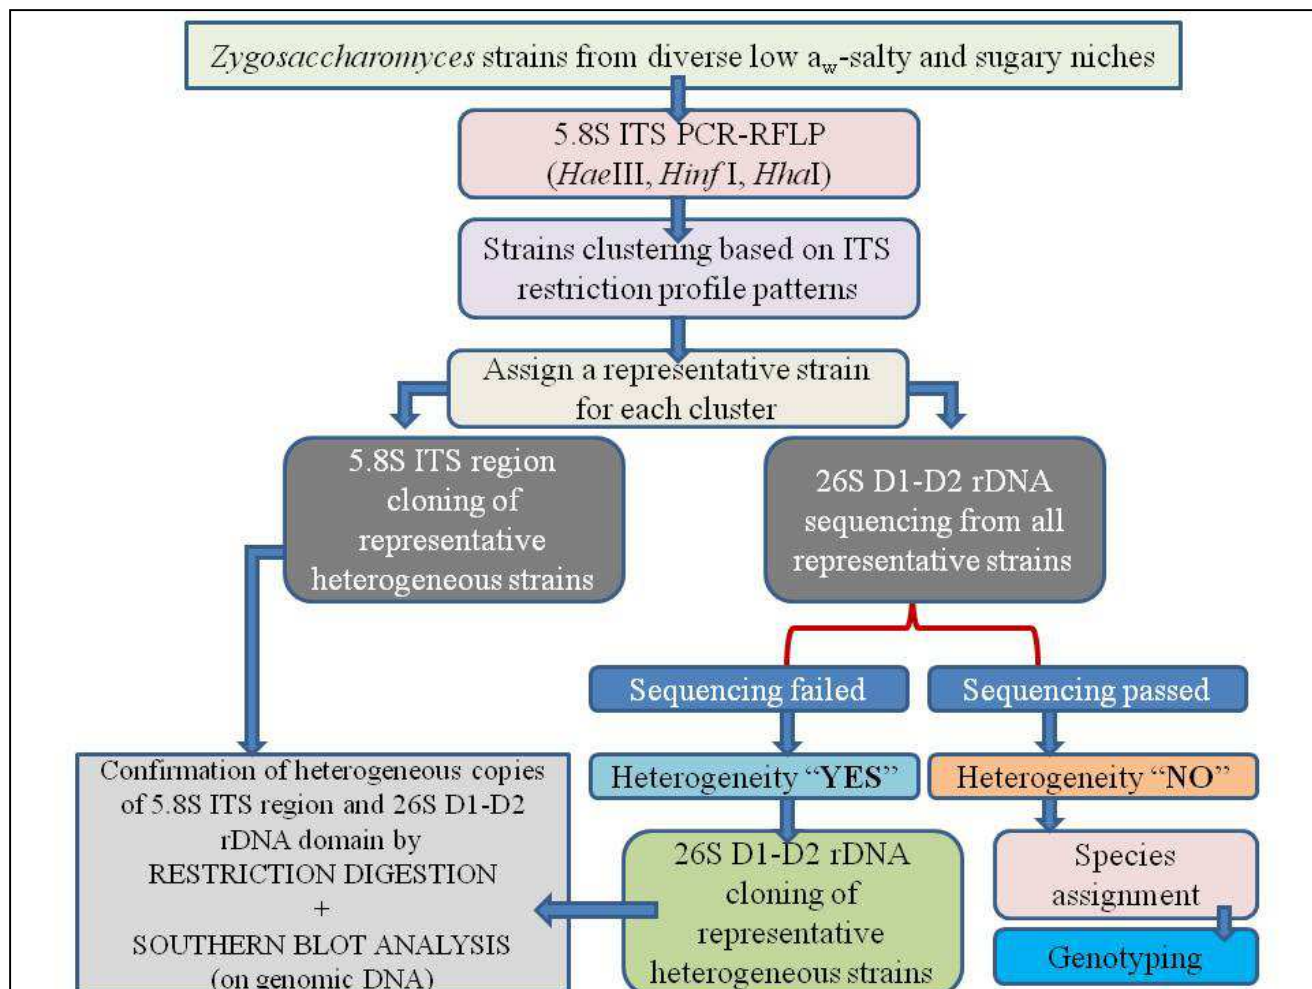 Zygosaccharomyces strains from diverse low aw-salty and sugary niches
5.8S ITS PCR-RFLP
(HaeIII, Hinf I, HhaI)
Strains clustering based on ITS
restriction profile patterns
Assign a representative strain
for each cluster
5.8S ITS region
cloning of
representative
heterogeneous strains
26S D1-D2 rDNA
sequencing from all
representative strains
Sequencing failed
Sequencing passed
Heterogeneity “YES”
Heterogeneity “NO”
Confirmation of heterogeneous copies
of 5.8S ITS region and 26S D1-D2
rDNA domain by
RESTRICTION DIGESTION
+
SOUTHERN BLOT ANALYSIS
(on genomic DNA)
26S D1-D2 rDNA
cloning of
representative
heterogeneous strains
Species
assignment
Genotyping